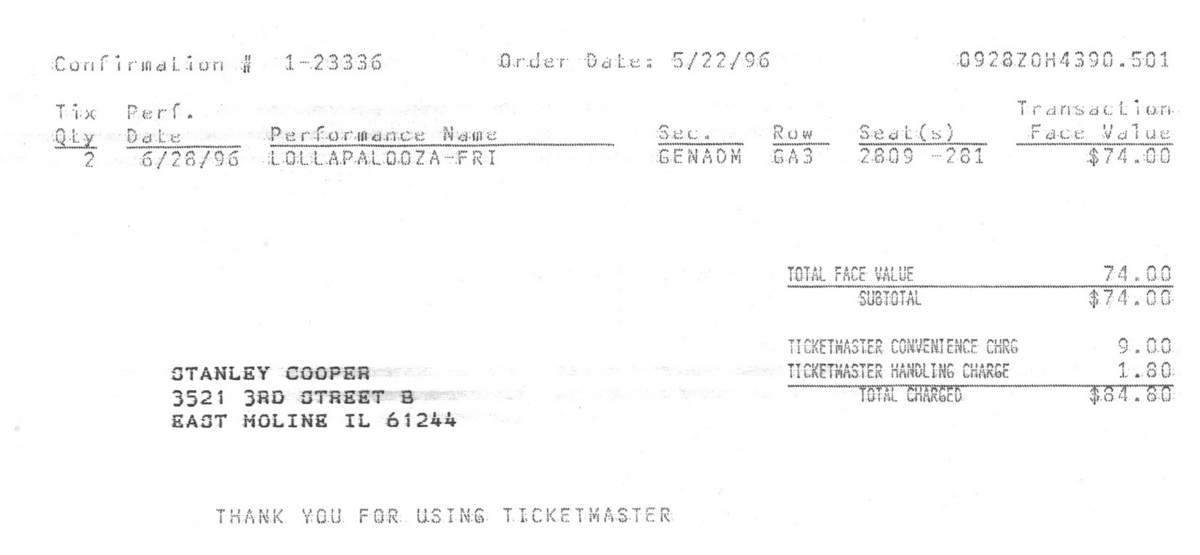 Confirmation # 1-23336 Order Date: 5/22/96 0928ZOH4390.501
Tix Perf. Transaction
Qty Date Performance Name Sec. Row Seat(s) Face Value
2 6/28/96 LOLLAPALOOZA-FRI GENADM GA3 2809 -281 $74.00
TOTAL FACE VALUE 74.00
SUBTOTAL $74.00
TICKETMASTER CONVENIENCE CHRG 9.00
TICKETMASTER HANDLING CHARGE 1.80
TOTAL CHARGED $84.80
STANLEY COOPER
3521 3RD STREET B
EAST MOLINE IL 61244
THANK YOU FOR USING TICKETMASTER